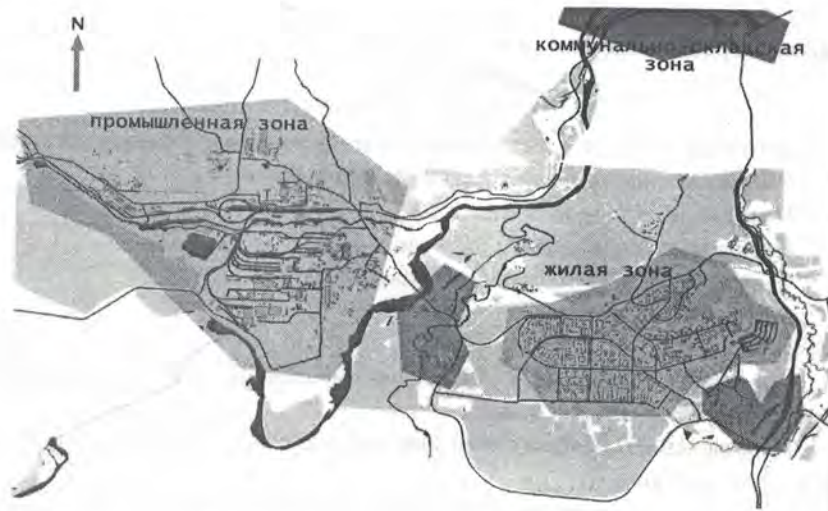 N
коммунально-складская
зона
промышленная зона
жилая зона